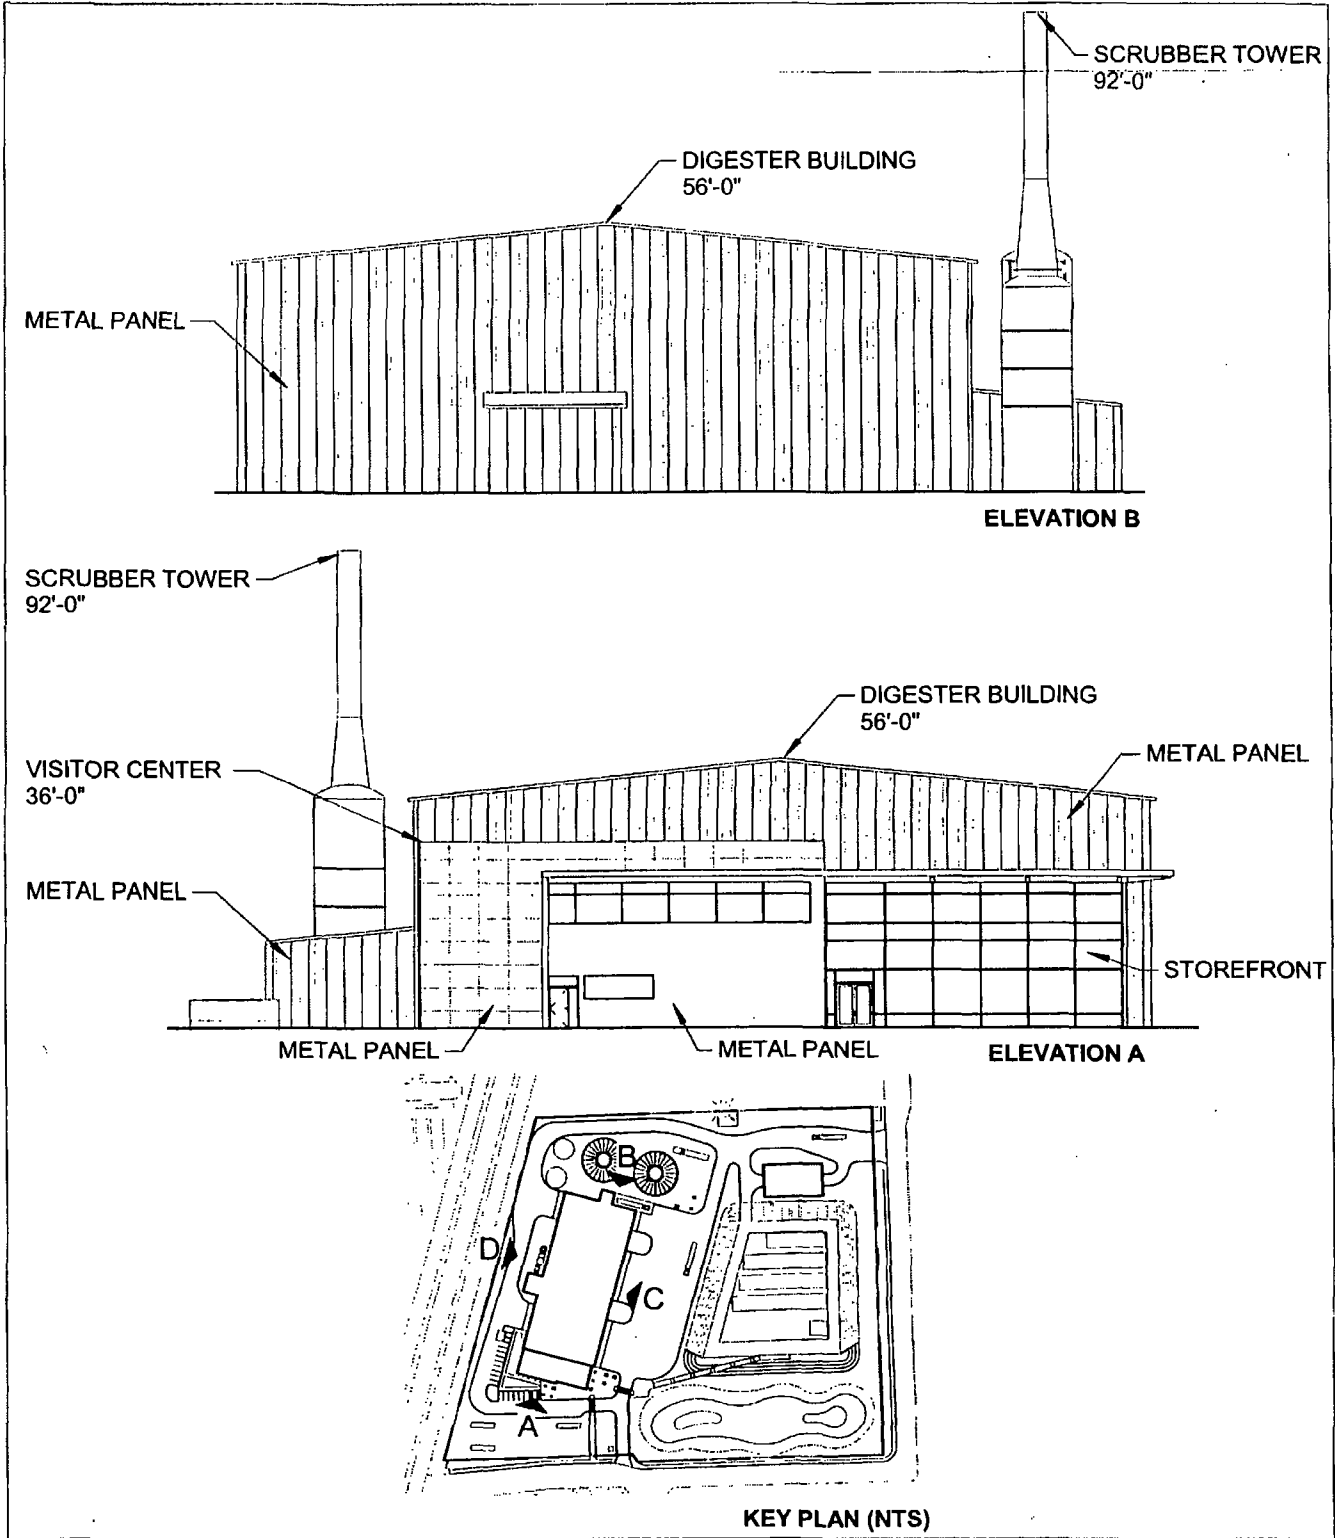 SCRUBBER TOWER
92'-0"
DIGESTER BUILDING
56'-0"
METAL PANEL
ELEVATION B
SCRUBBER TOWER
92'-0"
DIGESTER BUILDING
56'-0"
METAL PANEL
VISITOR CENTER
36'-0"
METAL PANEL
STOREFRONT
METAL PANEL
METAL PANEL
ELEVATION A
B
D
C
A
KEY PLAN (NTS)